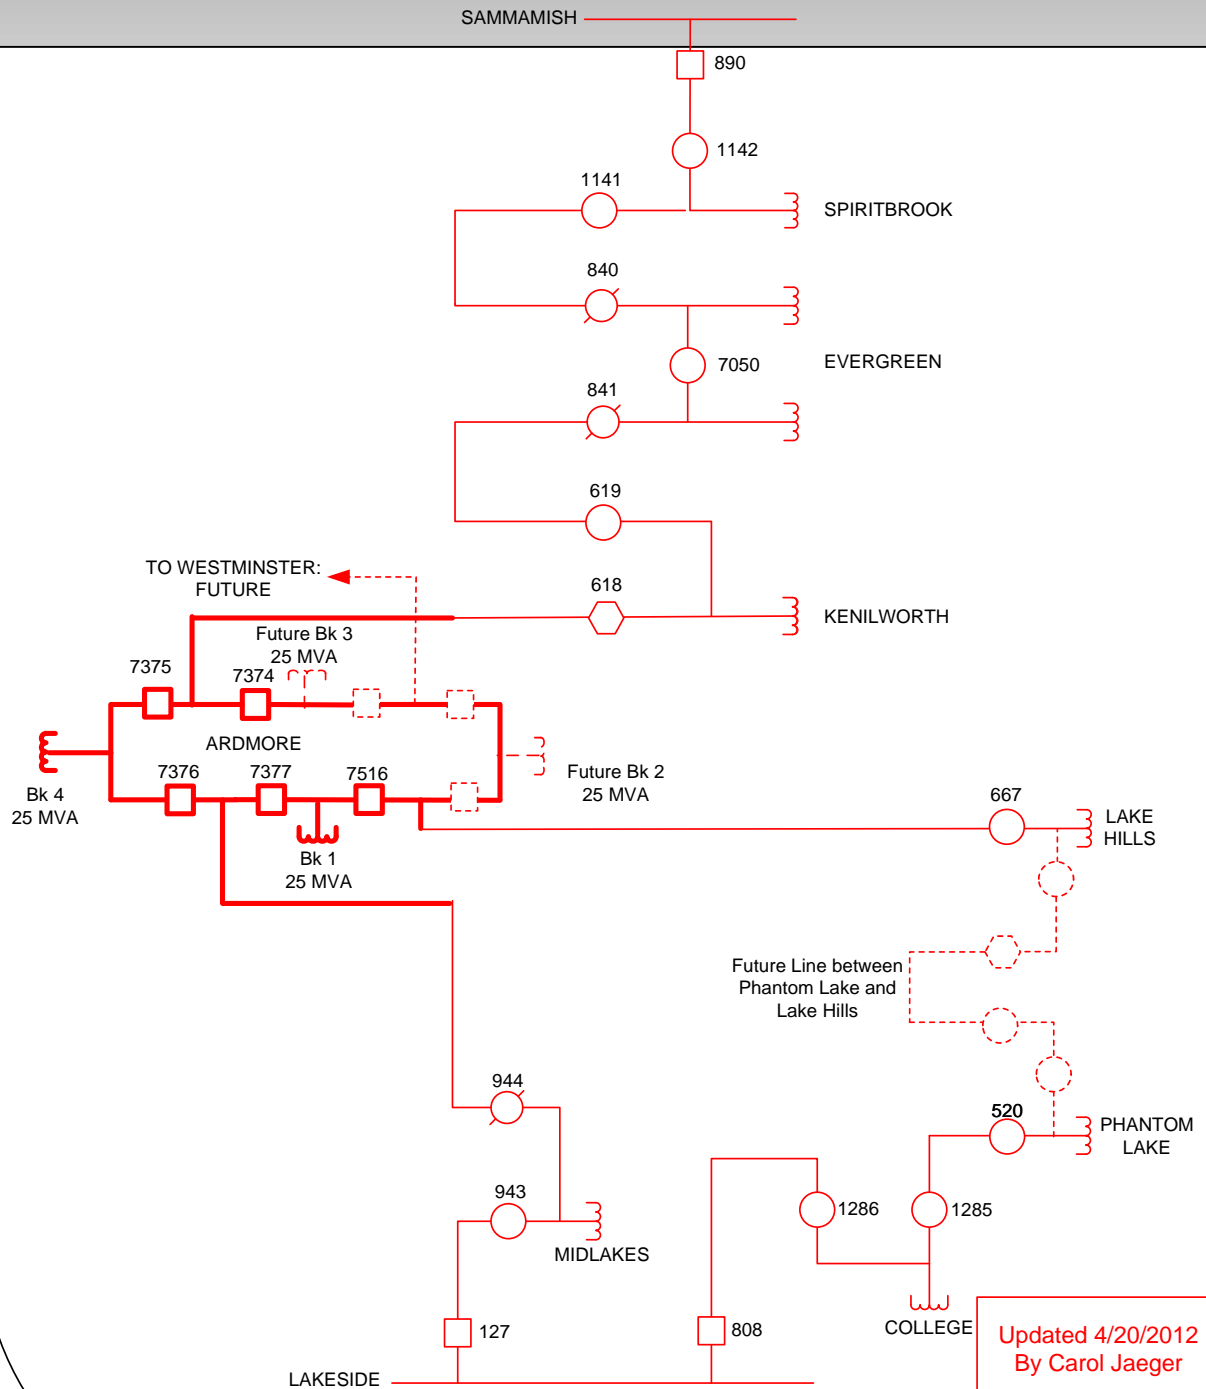 SAMMAMISH
890
1142
1141
SPIRITBROOK
840
7050
EVERGREEN
841
619
TO WESTMINSTER:
FUTURE
618
KENILWORTH
Future Bk 3
25 MVA
7375
7374
ARDMORE
7376
7377
7516
Future Bk 2
25 MVA
Bk 4
25 MVA
Bk 1
25 MVA
667
LAKE
HILLS
Future Line between
Phantom Lake and
Lake Hills
944
520
PHANTOM
LAKE
943
1286
1285
MIDLAKES
127
808
COLLEGE
LAKESIDE
Updated 4/20/2012
By Carol Jaeger